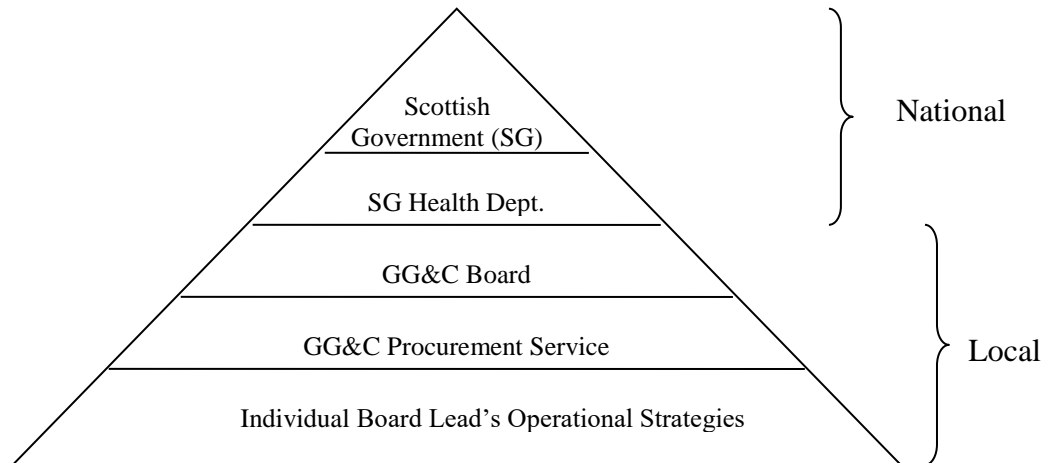 Scottish
Government (SG)
National
SG Health Dept.
GG&C Board
GG&C Procurement Service
Local
Individual Board Lead’s Operational Strategies